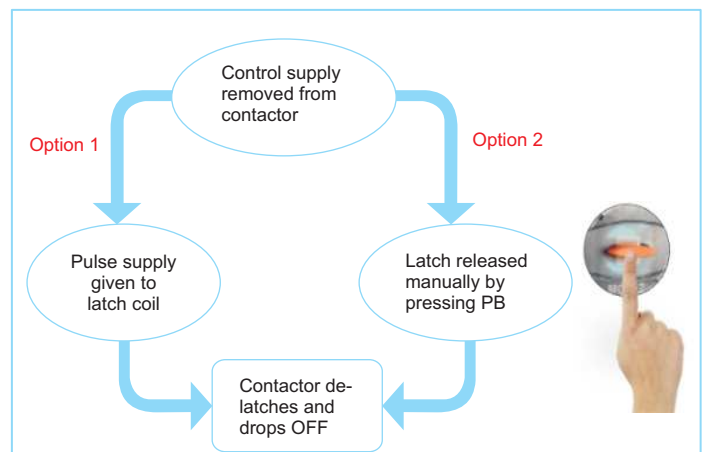 Control supply
removed from
contactor
Option 1
Option 2
Pulse supply
given to
latch coil
Latch released
manually by
pressing PB
Contactor de-
latches and
drops OFF